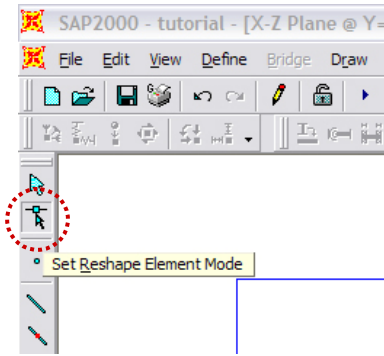 SAP2000 - tutorial - [X-Z Plane @ Y=
File Edit View Define Bridge Draw
Set Reshape Element Mode